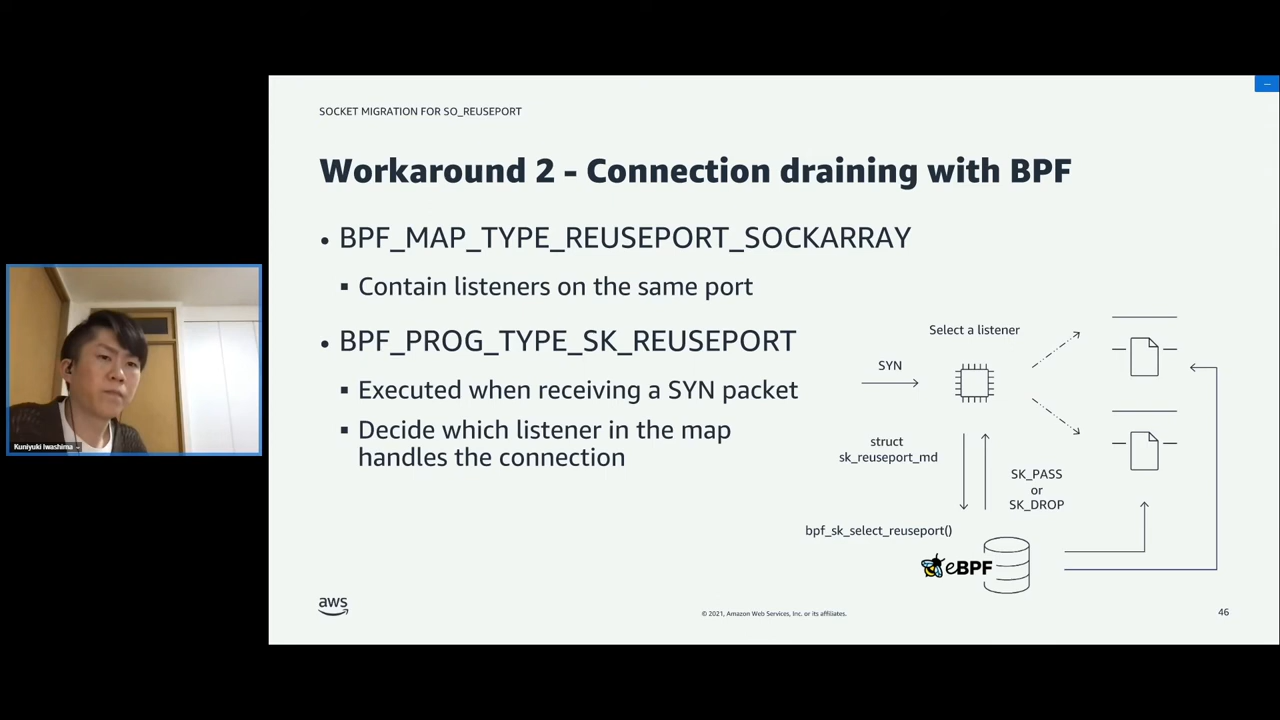 SOCKET MIGRATION FOR SO_REUSEPORT
Workaround 2 - Connection draining with BPF
• BPF_MAP_TYPE_REUSEPORT_SOCKARRAY
▪ Contain listeners on the same port
• BPF_PROG_TYPE_SK_REUSEPORT
▪ Executed when receiving a SYN packet
▪ Decide which listener in the map
handles the connection
Select a listener
SYN
struct
sk_reuseport_md
SK_PASS
or
SK_DROP
bpf_sk_select_reuseport()
eBPF
aws
© 2021, Amazon Web Services, Inc. or its affiliates.
46
Kuniyuki Iwashima